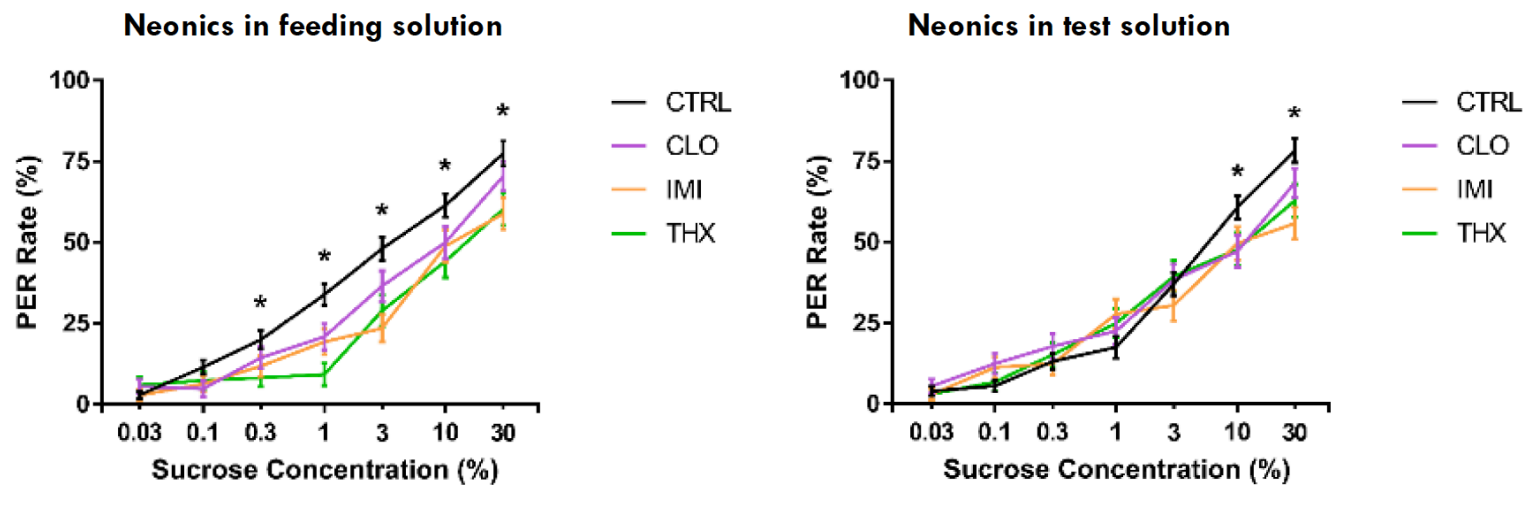 Neonics in feeding solution
100
75
50
25
0
PER Rate (%)
*
*
*
*
*
0.03 0.1 0.3 1 3 10 30
Sucrose Concentration (%)
CTRL
CLO
IMI
THX
Neonics in test solution
100
75
50
25
0
PER Rate (%)
*
*
0.03 0.1 0.3 1 3 10 30
Sucrose Concentration (%)
CTRL
CLO
IMI
THX